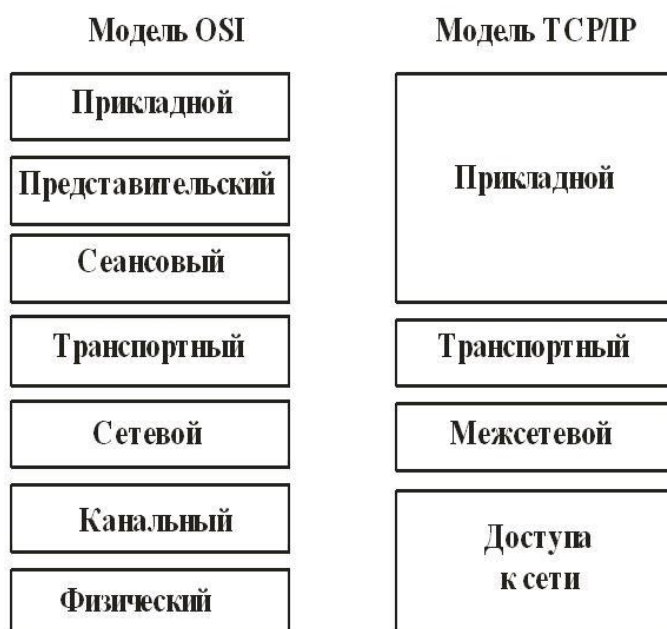 Модель OSI
Прикладной
Представительский
Сеансовый
Транспортный
Сетевой
Канальный
Физический
Модель TCP/IP
Прикладной
Транспортный
Межсетевой
Доступа
к сети